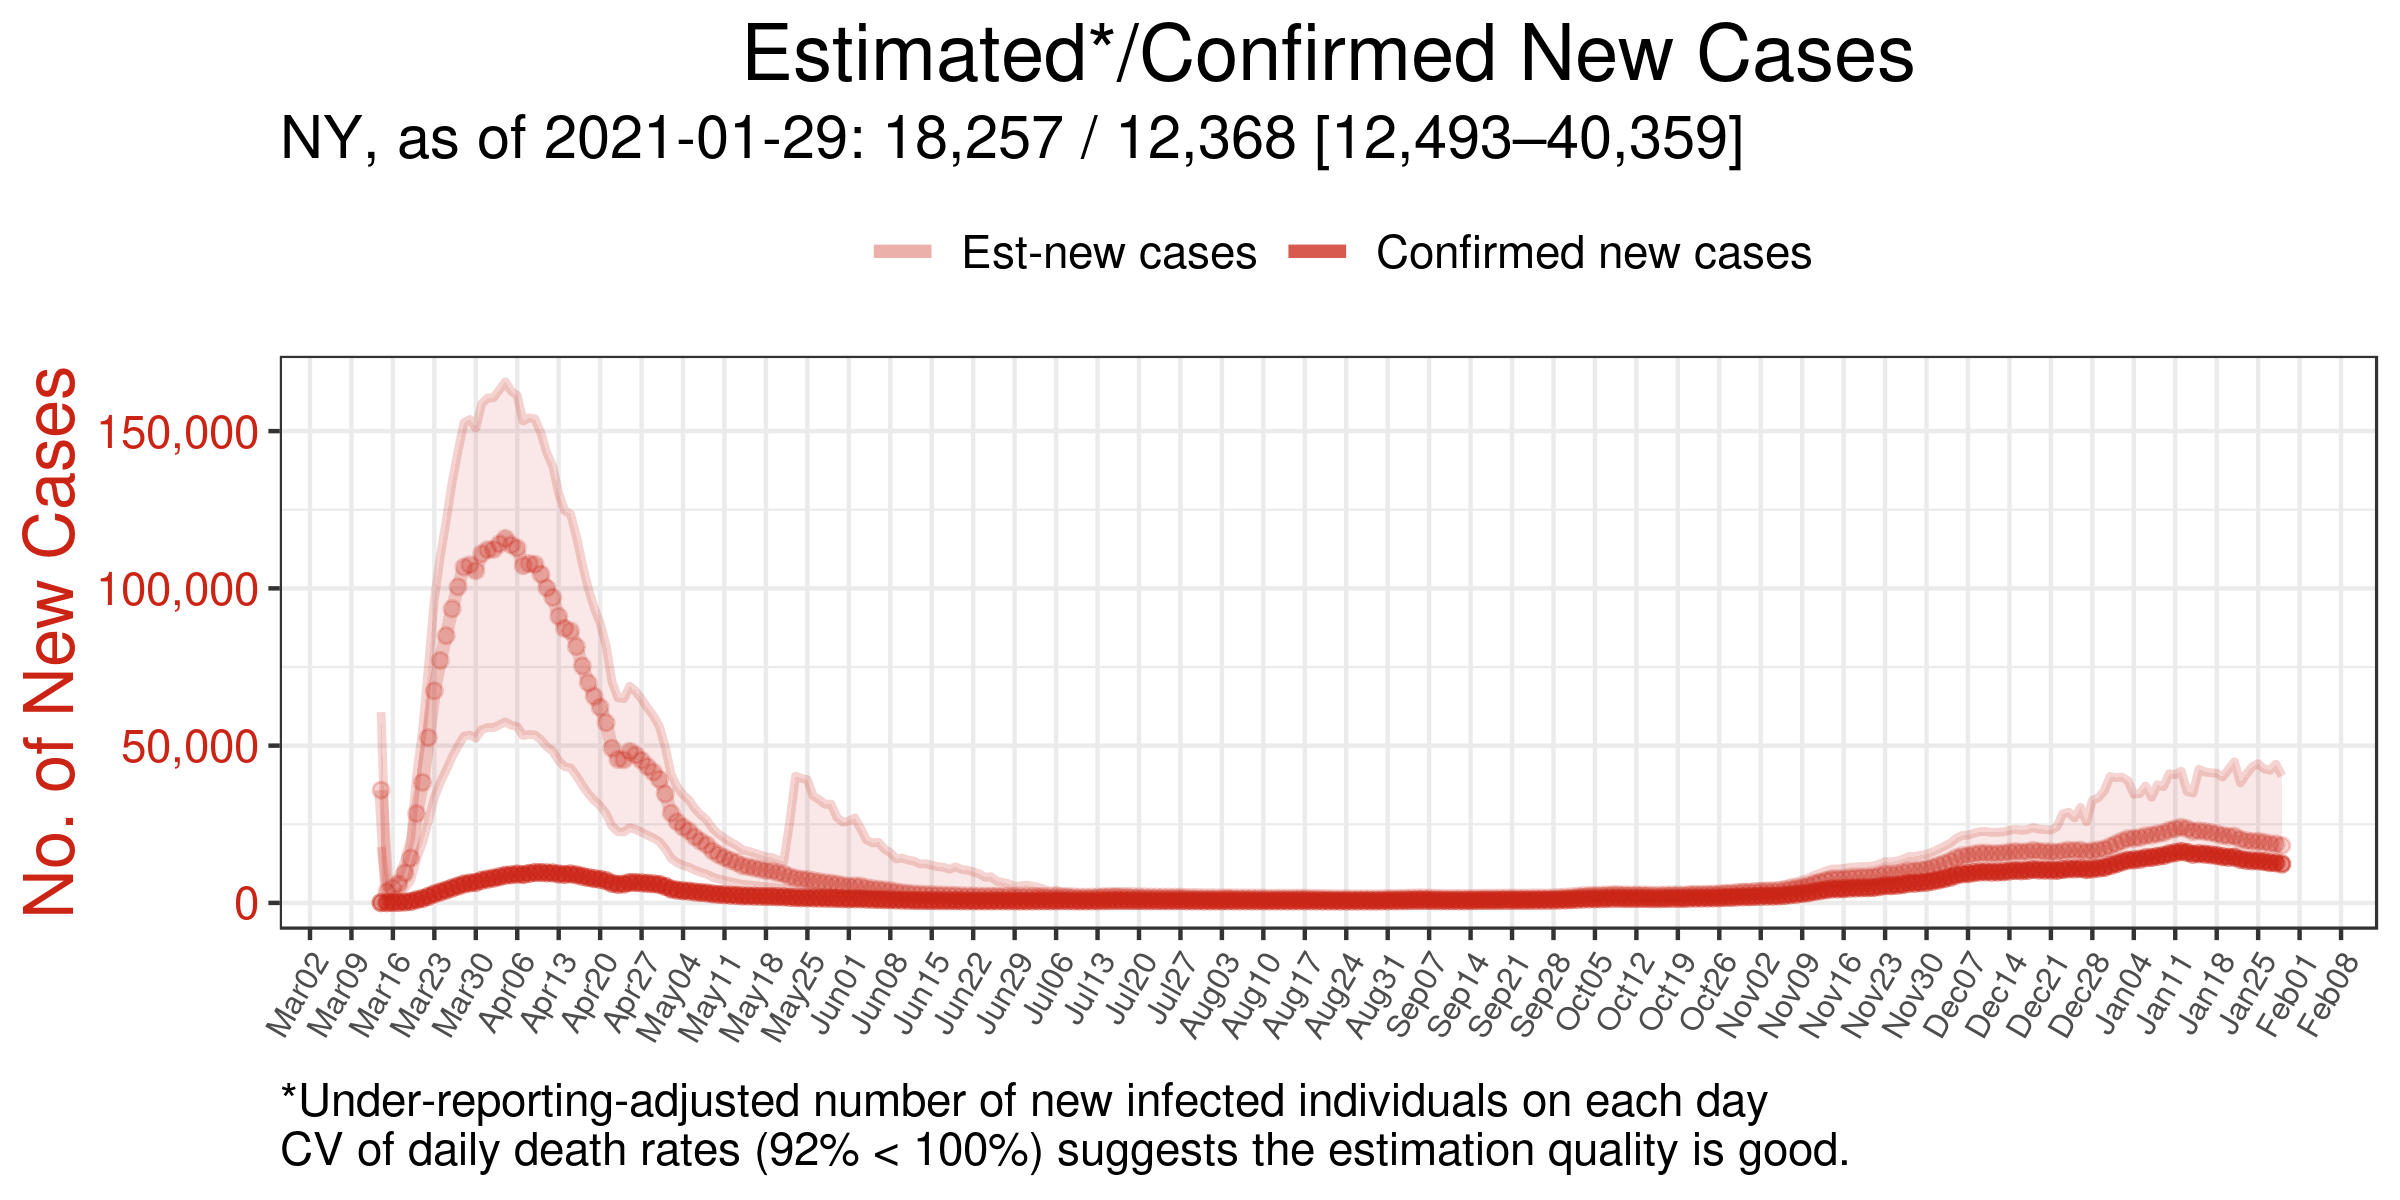 Estimated*/Confirmed New Cases
NY, as of 2021-01-29: 18,257 / 12,368 [12,493–40,359]
Est-new cases Confirmed new cases
No. of New Cases
150,000
100,000
50,000
0
Mar02 Mar09 Mar16 Mar23 Mar30 Apr06 Apr13 Apr20 Apr27 May04 May11 May18 May25 Jun01 Jun08 Jun15 Jun22 Jun29 Jul06 Jul13 Jul20 Jul27 Aug03 Aug10 Aug17 Aug24 Aug31 Sep07 Sep14 Sep21 Sep28 Oct05 Oct12 Oct19 Oct26 Nov02 Nov09 Nov16 Nov23 Nov30 Dec07 Dec14 Dec21 Dec28 Jan04 Jan11 Jan18 Jan25 Feb01 Feb08
*Under-reporting-adjusted number of new infected individuals on each day
CV of daily death rates (92% < 100%) suggests the estimation quality is good.